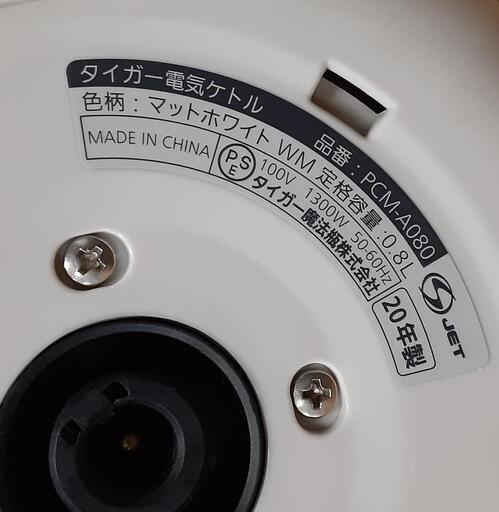 タイガー電気ケトル 品番：PCM-A080
色柄：マットホワイト WM 定格容量：0.8L
MADE IN CHINA
PSE
100V 1300W 50-60Hz
タイガー魔法瓶株式会社
20年製
S JET